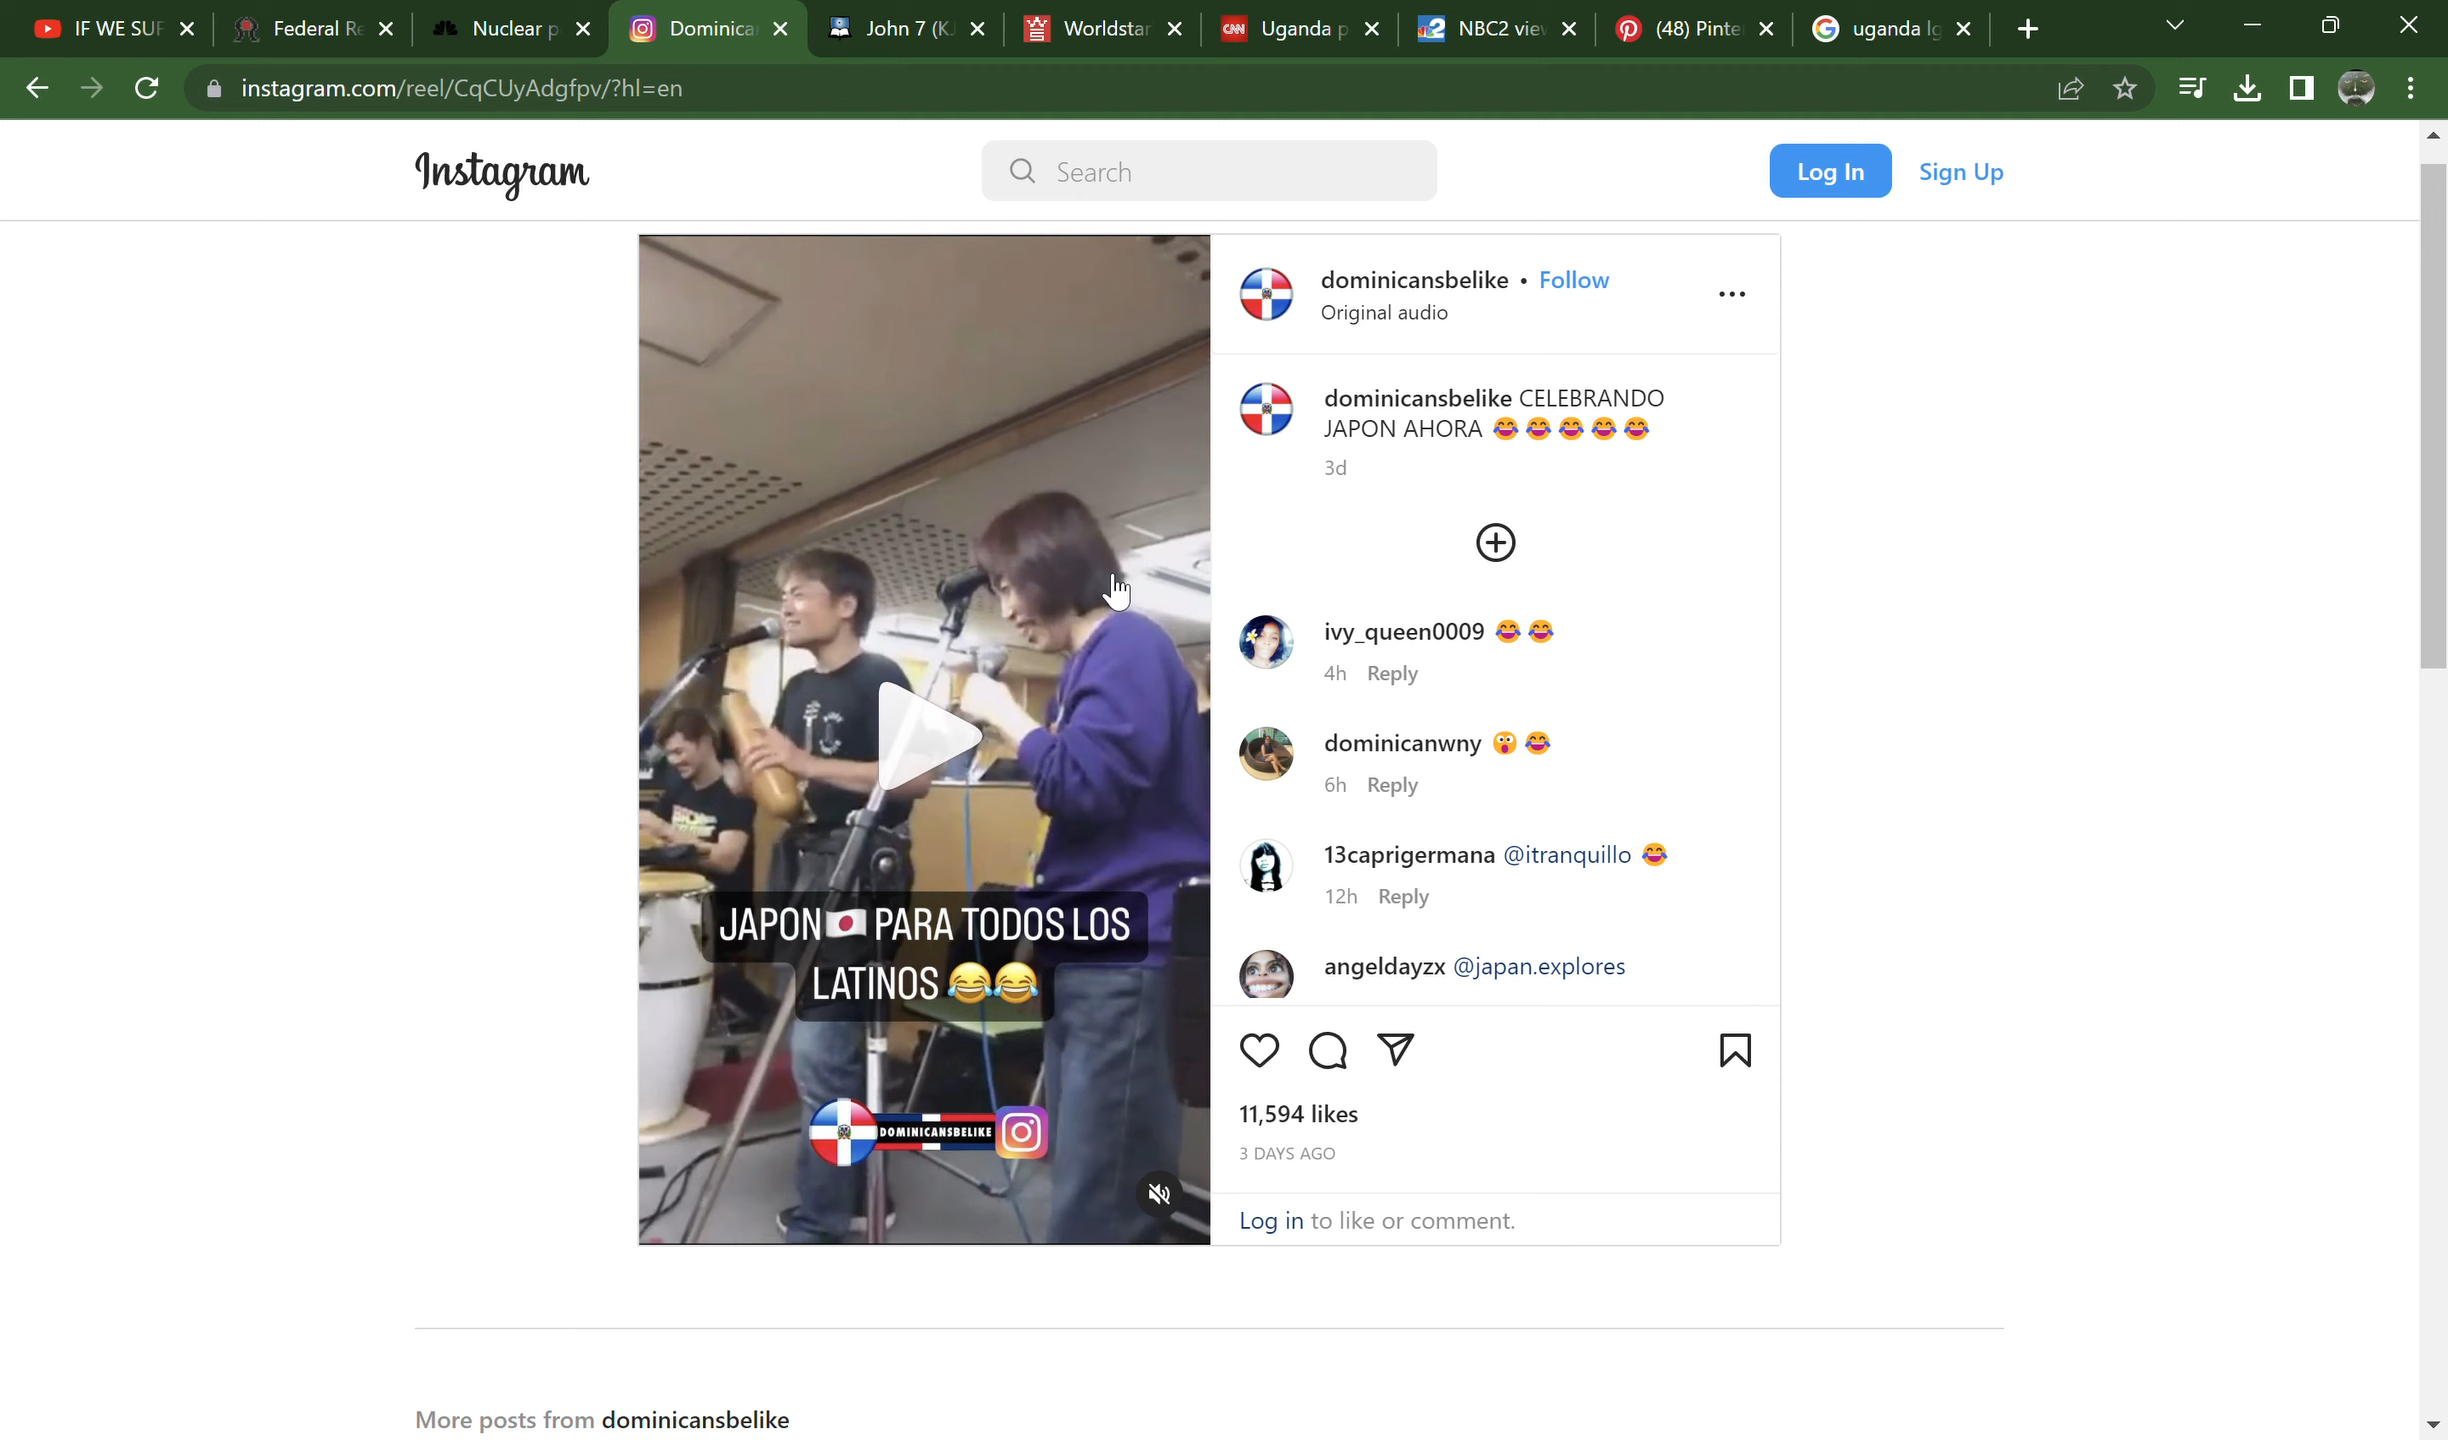 IF WE SUF
Federal Re
Nuclear p
Dominica
John 7 (K
Worldstar
Uganda p
NBC2 vie
(48) Pinte
uganda lg
instagram.com/reel/CqCUyAdgfpv/?hl=en
Instagram
Search
Log In
Sign Up
JAPON🇯🇵PARA TODOS LOS
LATINOS 😂😂
DOMINICANSBELIKE
dominicansbelike • Follow
Original audio
dominicansbelike CELEBRANDO
JAPON AHORA 😂😂😂😂😂
3d
ivy_queen0009 😂😂
4h Reply
dominicanwny 😲😂
6h Reply
13caprigermana @itranquillo 😂
12h Reply
angeldayzx @japan.explores
11,594 likes
3 DAYS AGO
Log in to like or comment.
More posts from dominicansbelike